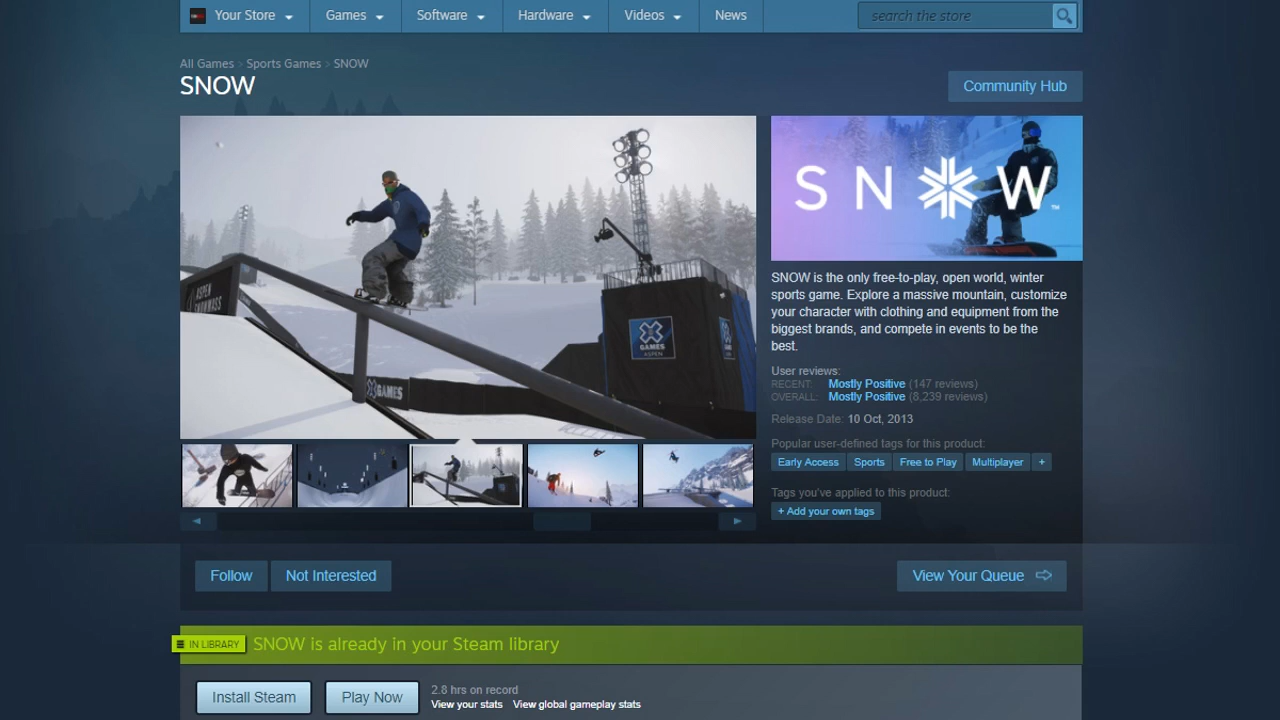 Your Store Games Software Hardware Videos News
search the store
All Games > Sports Games > SNOW
SNOW
Community Hub
ASPEN
SNOWMASS
X GAMES
GAMES
ASPEN
SNOW™
SNOW is the only free-to-play, open world, winter
sports game. Explore a massive mountain, customize
your character with clothing and equipment from the
biggest brands, and compete in events to be the
best.
User reviews:
RECENT: Mostly Positive (147 reviews)
OVERALL: Mostly Positive (8,239 reviews)
Release Date: 10 Oct, 2013
Popular user-defined tags for this product:
Early Access Sports Free to Play Multiplayer +
Tags you've applied to this product:
+ Add your own tags
Follow Not Interested
View Your Queue
IN LIBRARY SNOW is already in your Steam library
Install Steam Play Now
2.8 hrs on record
View your stats View global gameplay stats